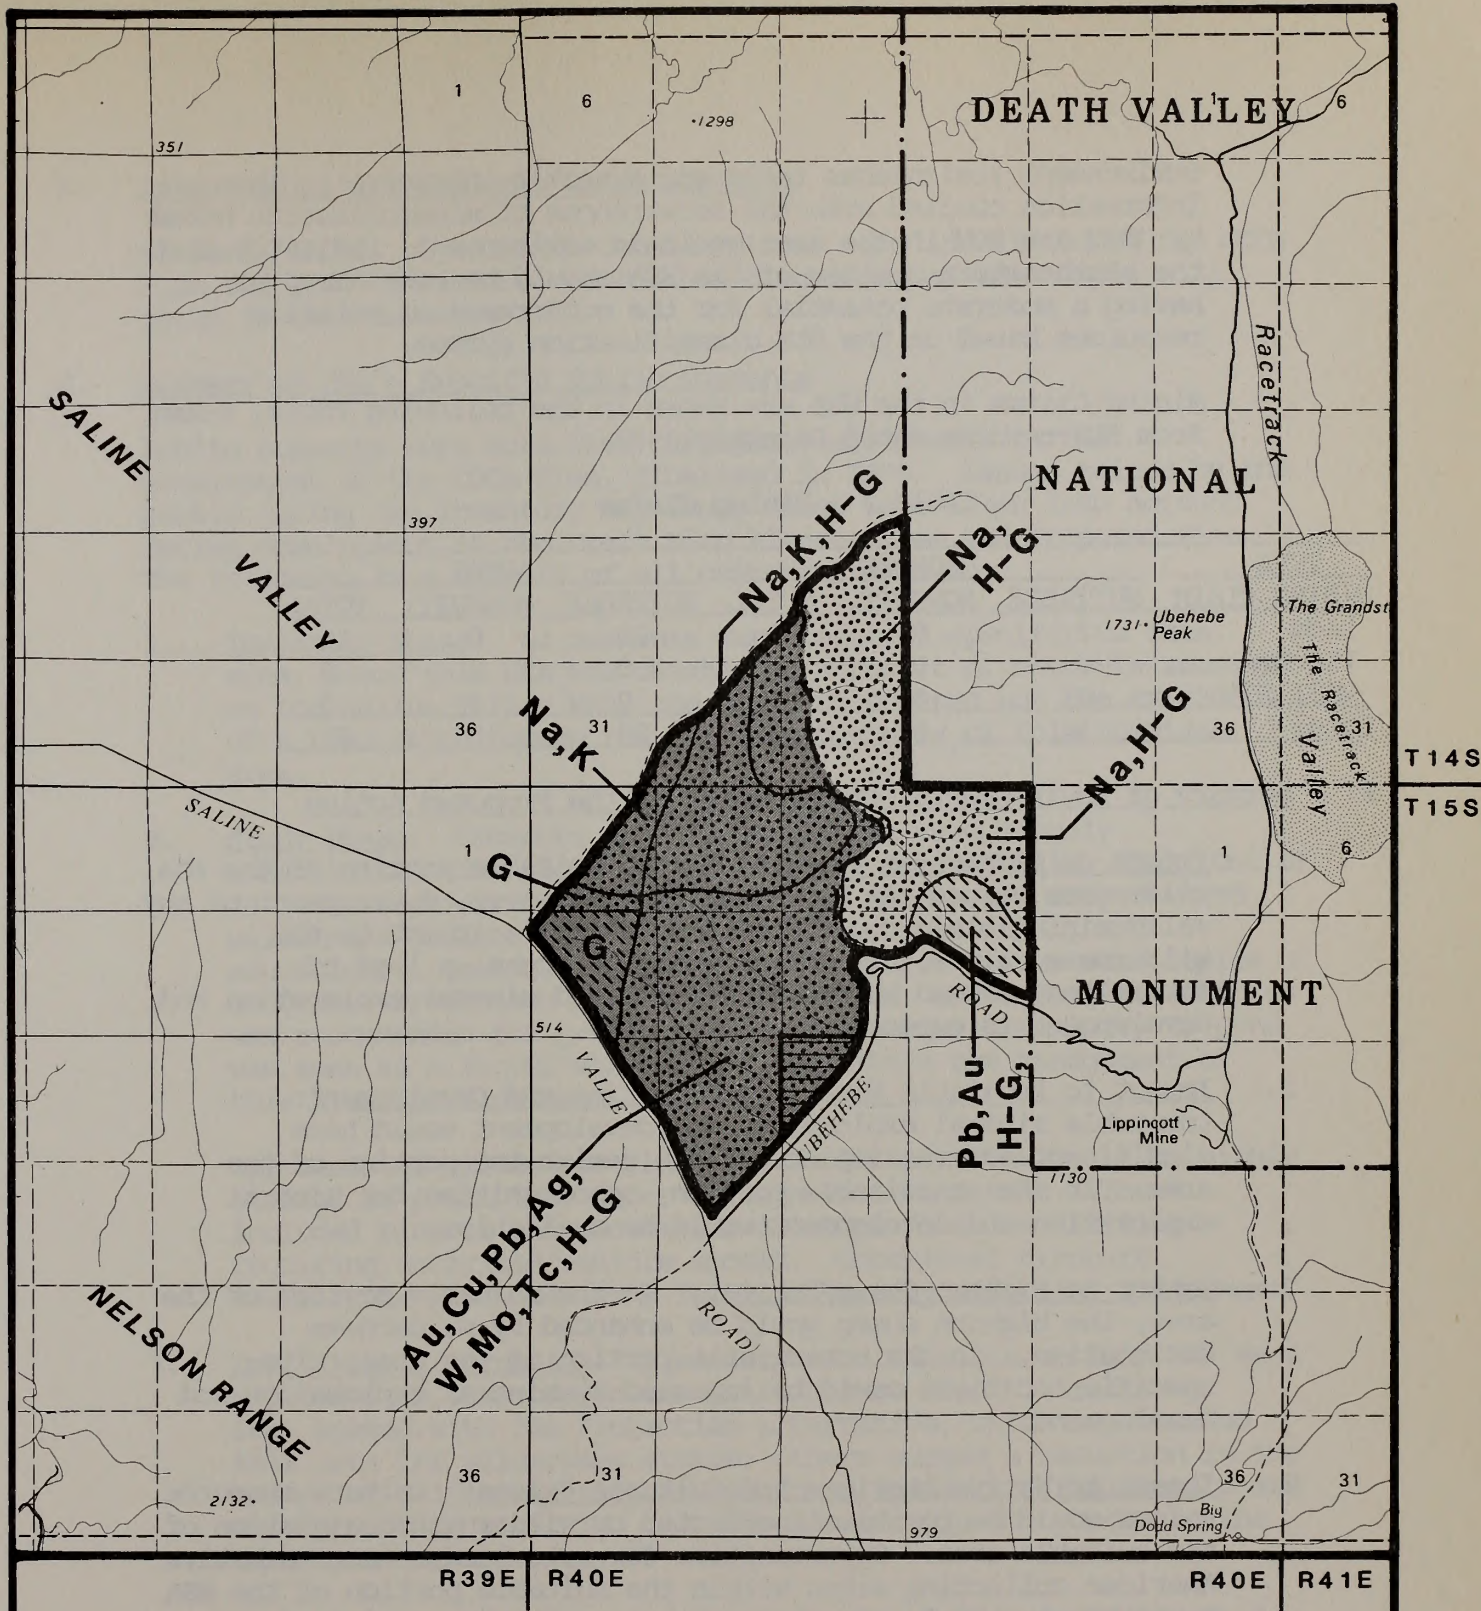 DEATH VALLEY
1
6
1
6
·1298
351
Racetrack
SALINE
VALLEY
397
NATIONAL
Na,K,H-G
Na,
H-G
The Grandst
1731· Ubehebe
Peak
The Racetrack
Valley
Na,K
Na,H-G
36
31
36
31
T14S
T15S
SALINE
1
1
6
G
G
514
VALLE
ROAD
MONUMENT
UBEHEBE
Pb,Au
H-G,
Lippincott
Mine
1130
Au,Cu,Pb,Ag,
W,Mo,Tc,H-G
ROAD
NELSON RANGE
36
31
36
31
2132·
Big
Dodd Spring
979
R39E
R40E
R40E
R41E